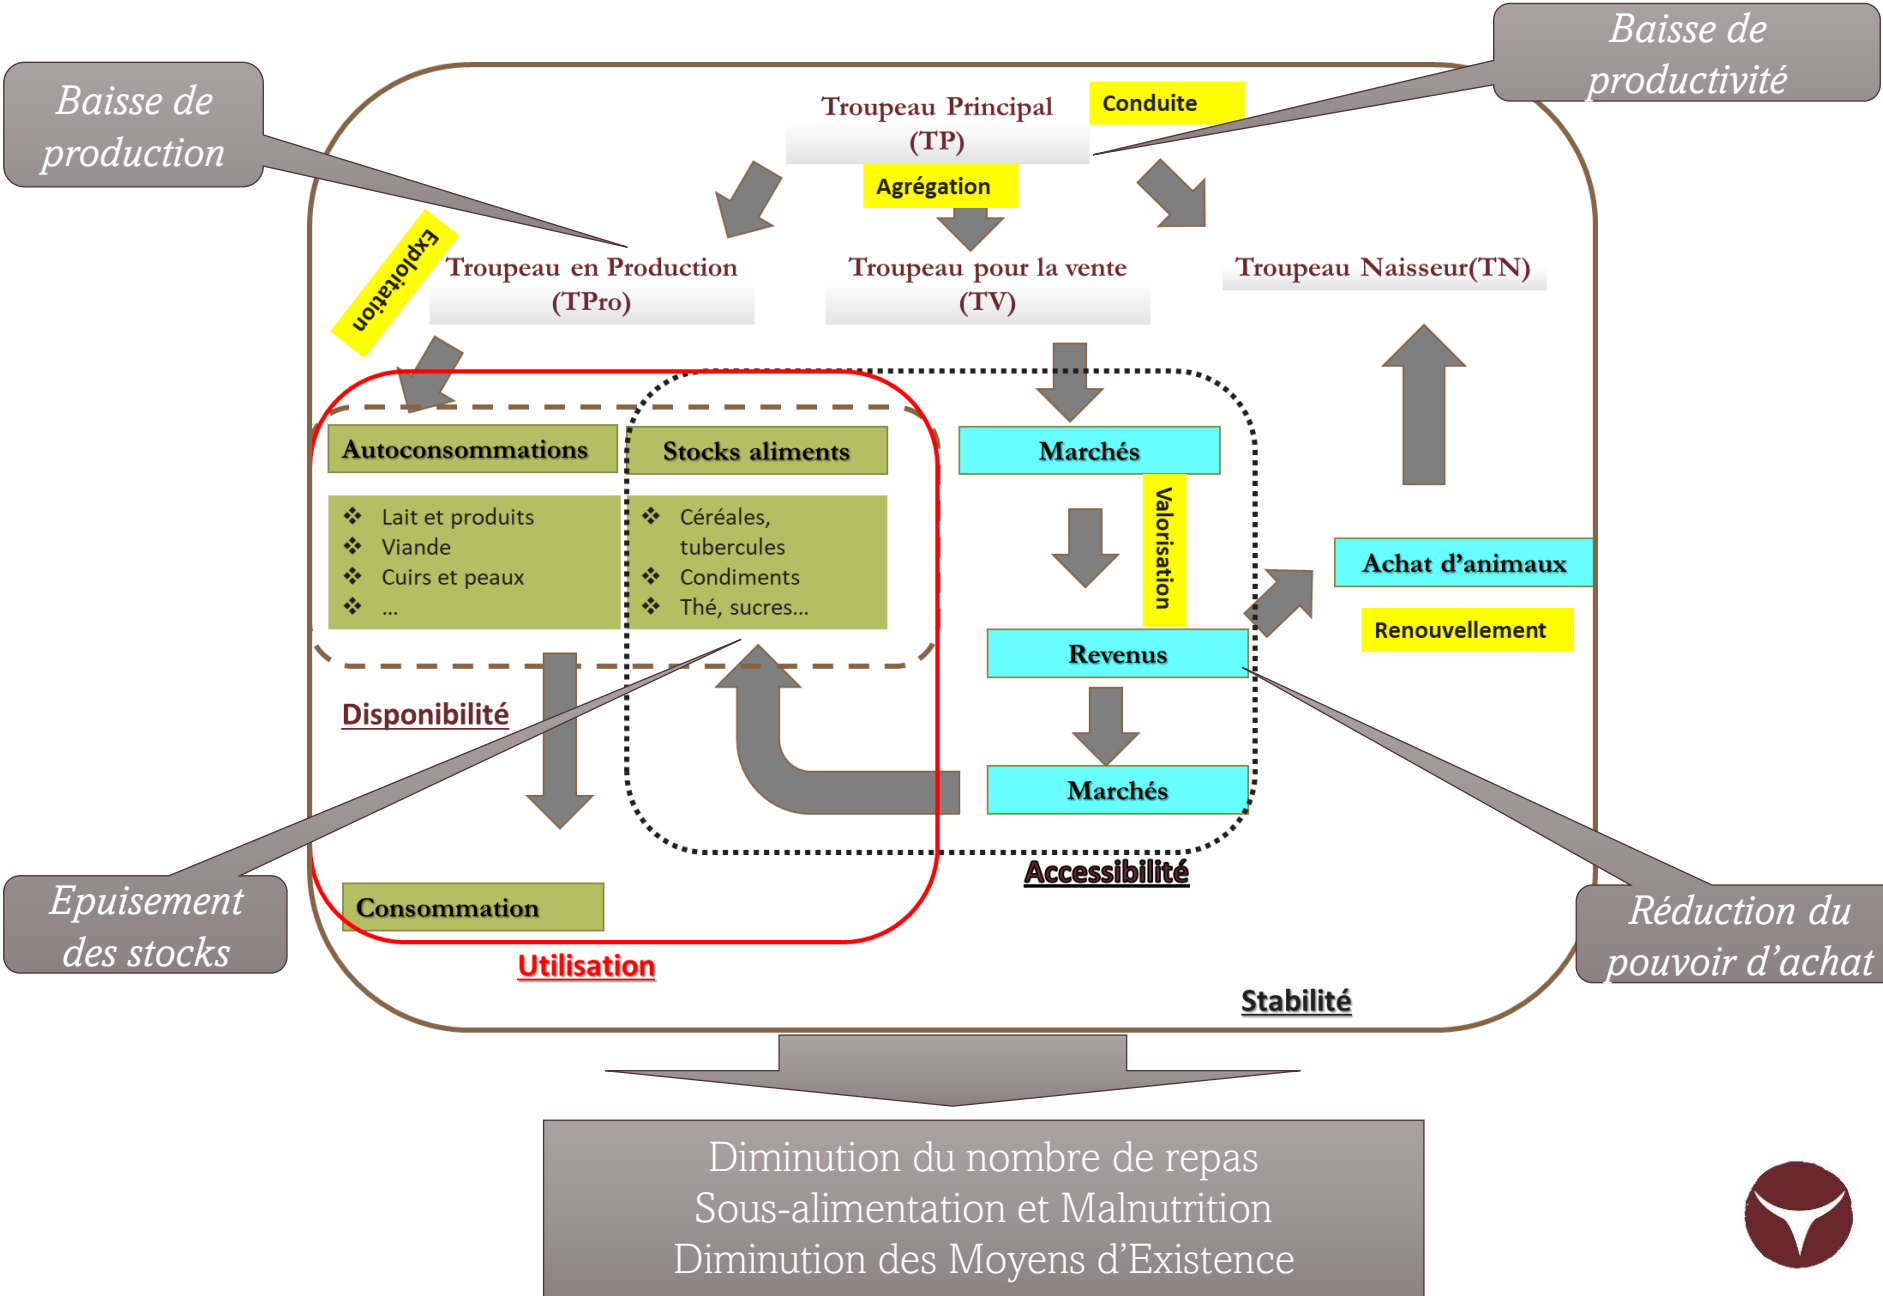 Baisse de
productivité
Baisse de
production
Troupeau Principal
(TP)
Conduite
Agrégation
Exploitation
Troupeau en Production
(TPro)
Troupeau pour la vente
(TV)
Troupeau Naisseur(TN)
Autoconsommations
Stocks aliments
Marchés
❖ Lait et produits
❖ Viande
❖ Cuirs et peaux
❖ ...
❖ Céréales,
tubercules
❖ Condiments
❖ Thé, sucres...
Valorisation
Achat d’animaux
Renouvellement
Revenus
Disponibilité
Marchés
Accessibilité
Epuisement
des stocks
Consommation
Réduction du
pouvoir d’achat
Utilisation
Stabilité
Diminution du nombre de repas
Sous-alimentation et Malnutrition
Diminution des Moyens d’Existence